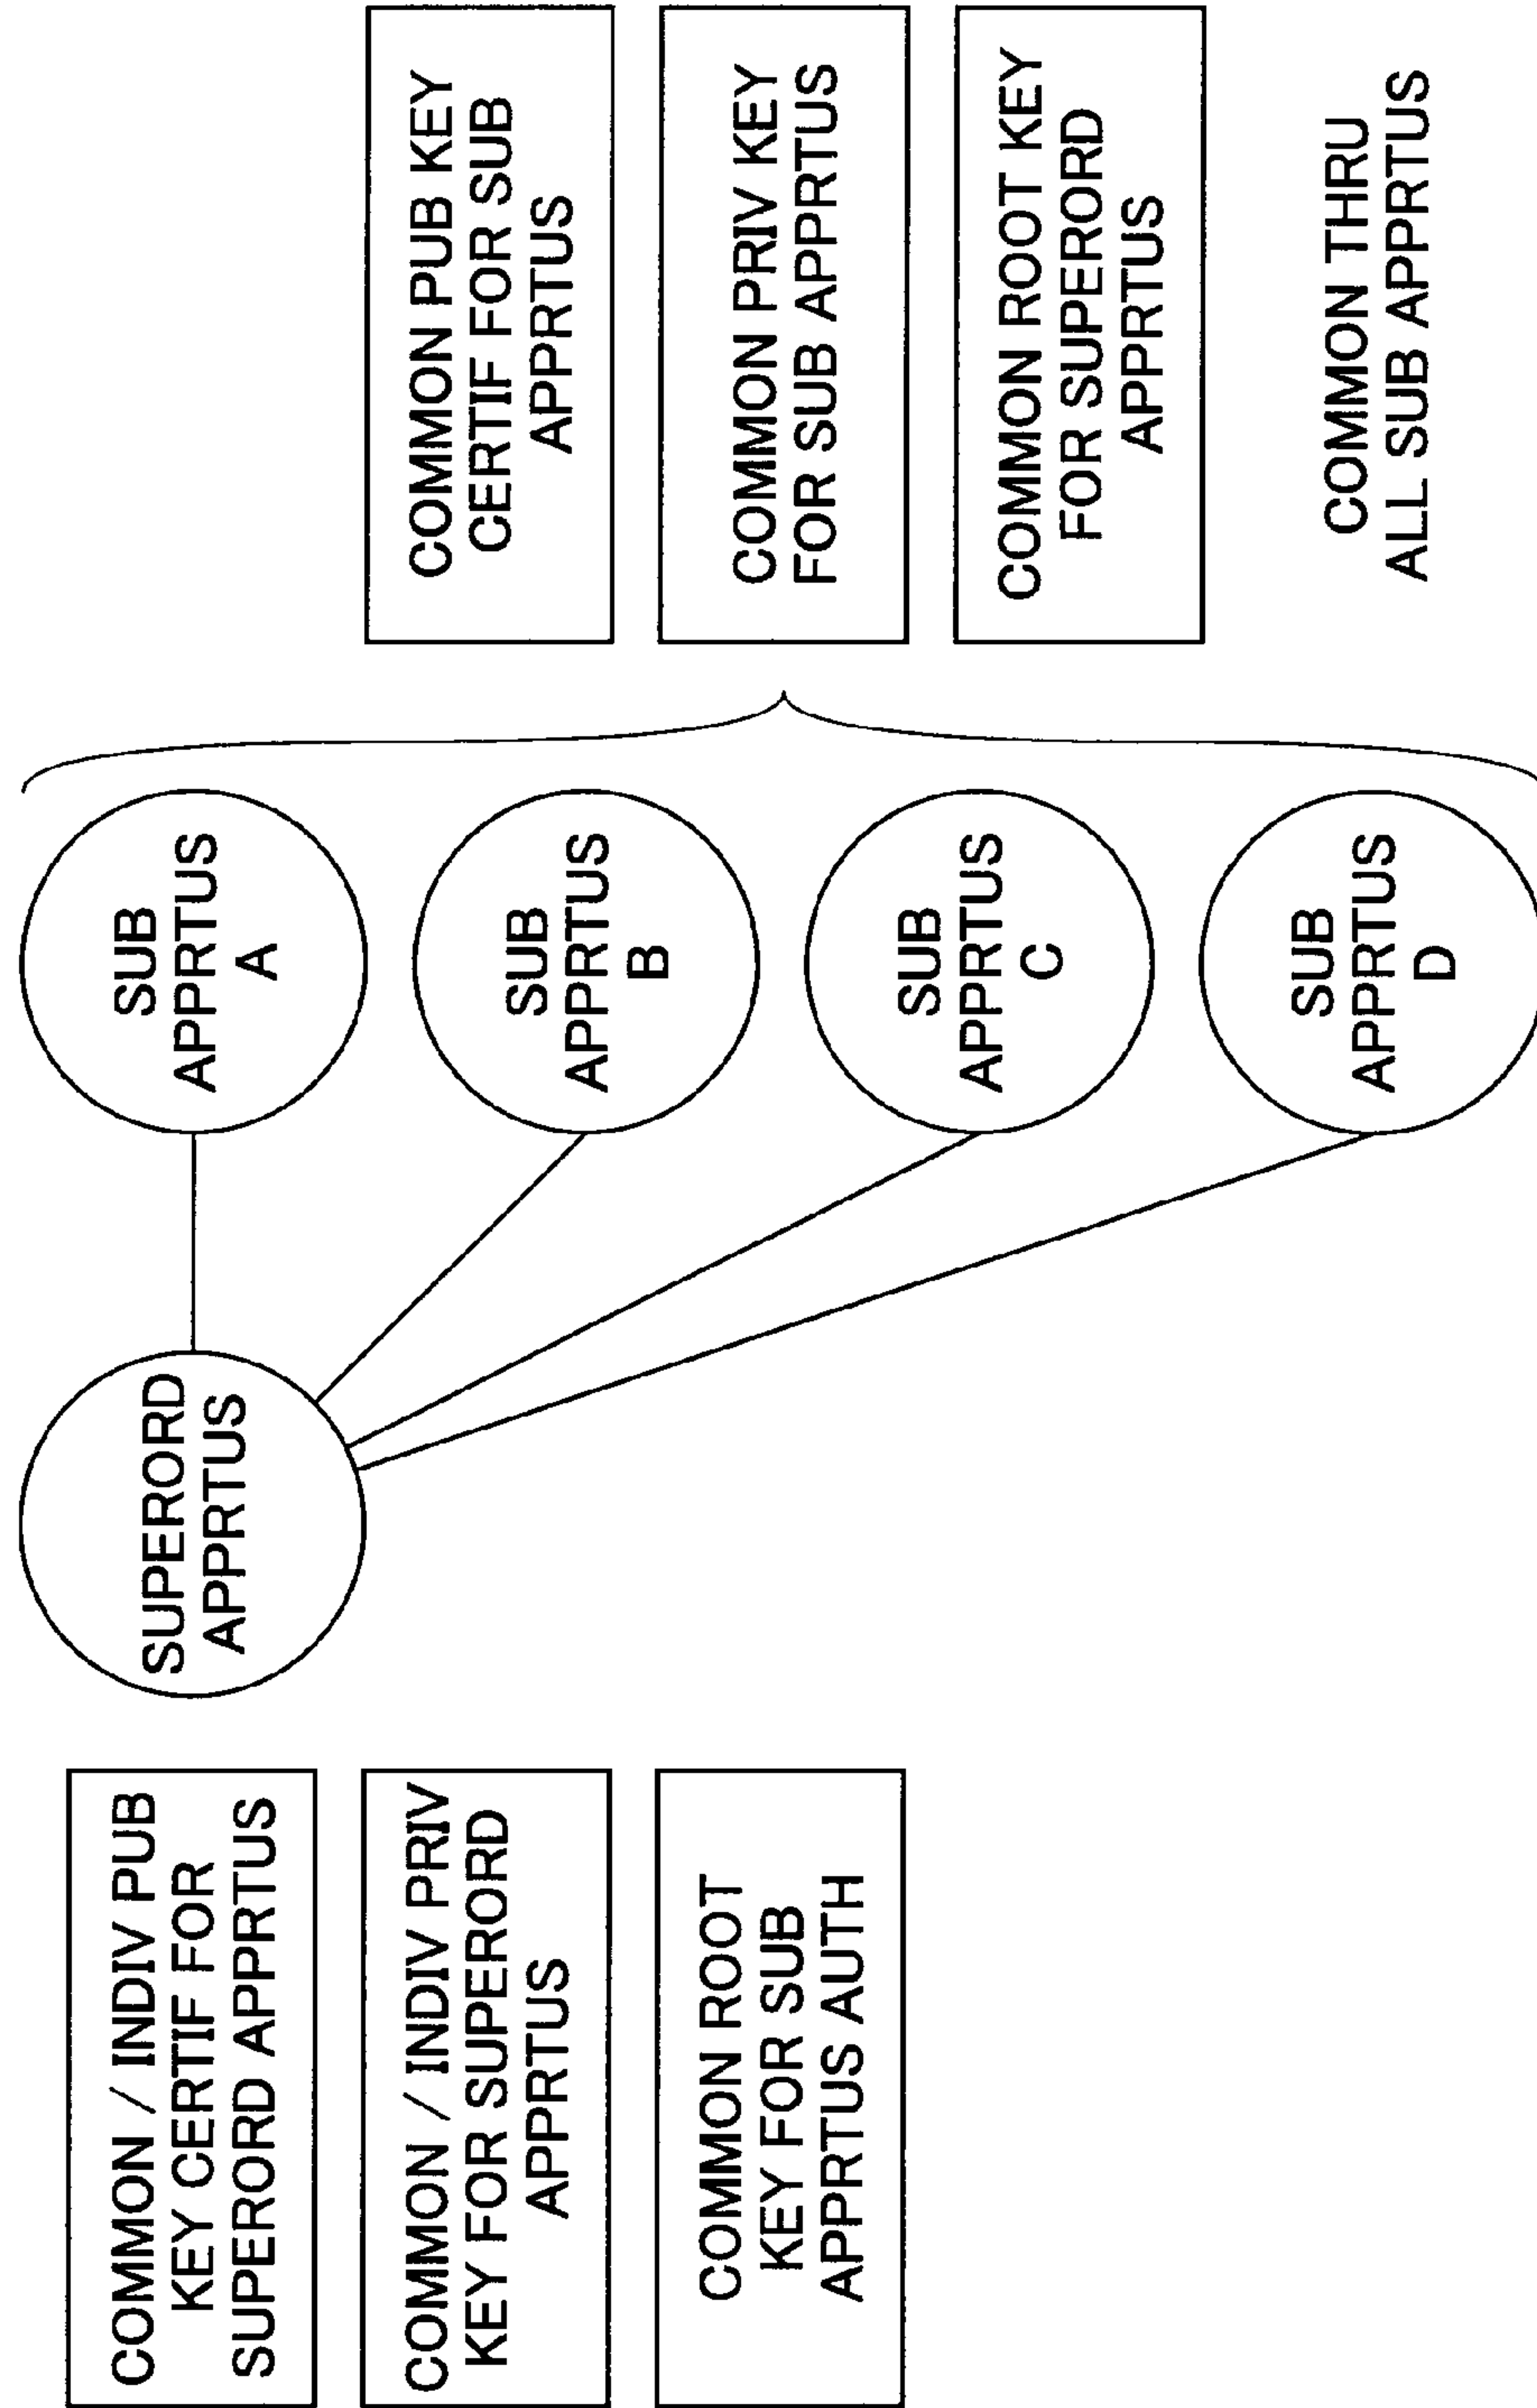 COMMON / INDIV PUB
KEY CERTIF FOR
SUPERORD APPRTUS
COMMON / INDIV PRIV
KEY FOR SUPERORD
APPRTUS
COMMON ROOT
KEY FOR SUB
APPRTUS AUTH
SUPERORD
APPRTUS
SUB
APPRTUS
A
SUB
APPRTUS
B
SUB
APPRTUS
C
SUB
APPRTUS
D
COMMON PUB KEY
CERTIF FOR SUB
APPRTUS
COMMON PRIV KEY
FOR SUB APPRTUS
COMMON ROOT KEY
FOR SUPERORD
APPRTUS
COMMON THRU
ALL SUB APPRTUS